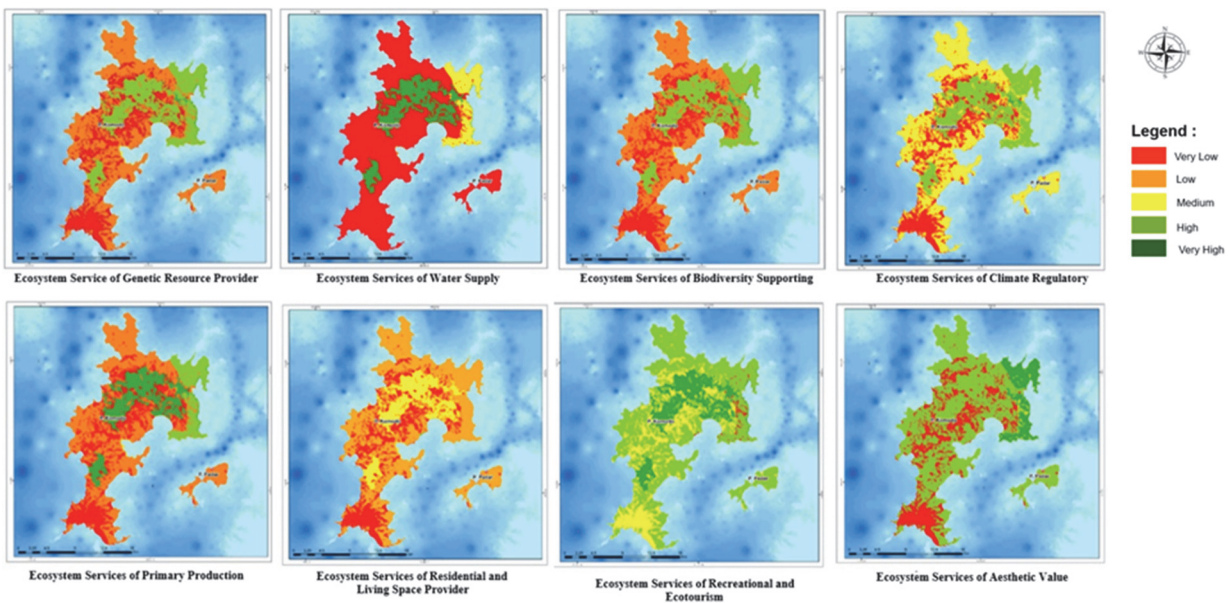 Ecosystem Service of Genetic Resource Provider
Ecosystem Services of Water Supply
Ecosystem Services of Biodiversity Supporting
Ecosystem Services of Climate Regulatory
Legend :
Very Low
Low
Medium
High
Very High
Ecosystem Services of Primary Production
Ecosystem Services of Residential and
Living Space Provider
Ecosystem Services of Recreational and
Ecotourism
Ecosystem Services of Aesthetic Value